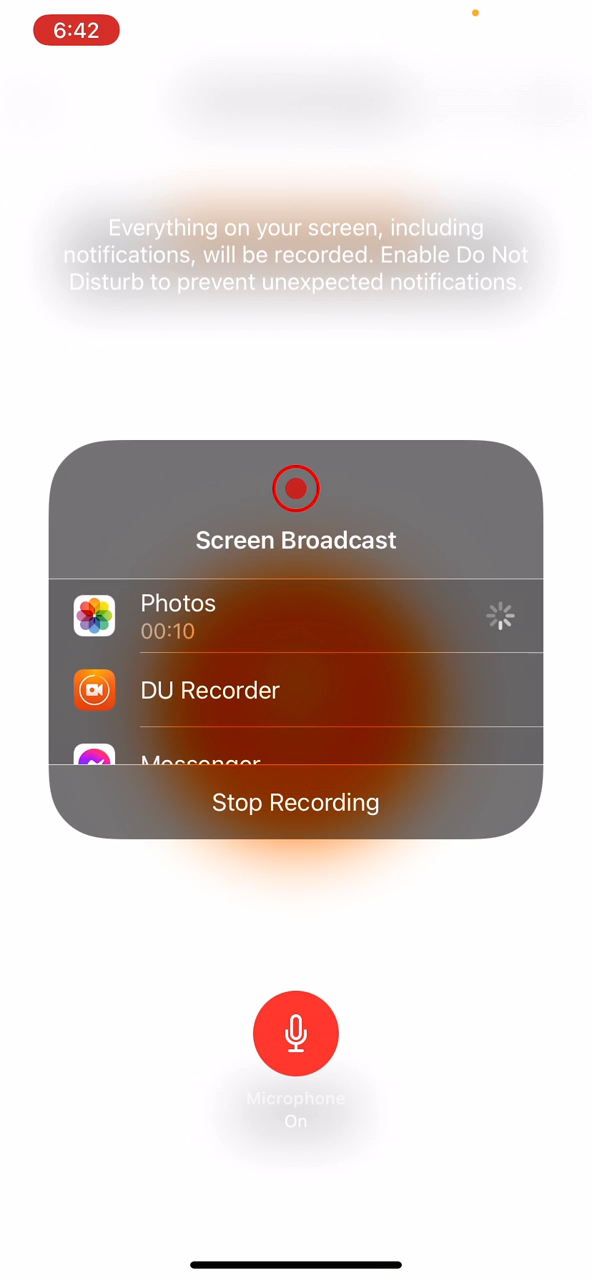 6:42
Everything on your screen, including
notifications, will be recorded. Enable Do Not
Disturb to prevent unexpected notifications.
Screen Broadcast
Photos
00:10
DU Recorder
Messenger
Stop Recording
Microphone
On